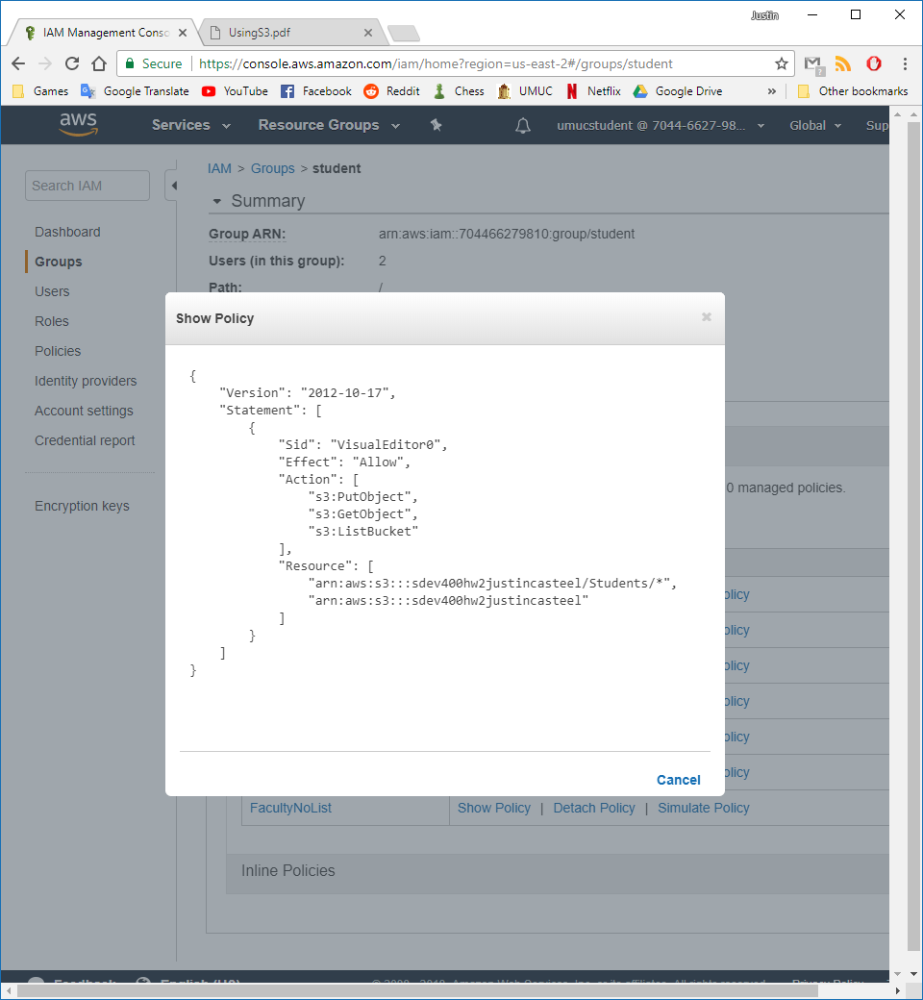 Justin
IAM Management Conso
UsingS3.pdf
Secure
https://console.aws.amazon.com/iam/home?region=us-east-2#/groups/student
Games
Google Translate
YouTube
Facebook
Reddit
Chess
UMUC
Netflix
Google Drive
»
Other bookmarks
aws
Services
Resource Groups
umucstudent @ 7044-6627-98...
Global
Sup
Search IAM
Dashboard
Groups
Users
Roles
Policies
Identity providers
Account settings
Credential report
Encryption keys
IAM > Groups > student
Summary
Group ARN: arn:aws:iam::704466279810:group/student
Users (in this group): 2
Path: /
Show Policy
{
"Version": "2012-10-17",
"Statement": [
{
"Sid": "VisualEditor0",
"Effect": "Allow",
"Action": [
"s3:PutObject",
"s3:GetObject",
"s3:ListBucket"
],
"Resource": [
"arn:aws:s3:::sdev400hw2justincasteel/Students/*",
"arn:aws:s3:::sdev400hw2justincasteel"
]
}
]
}
Cancel
0 managed policies.
olicy
olicy
olicy
olicy
olicy
olicy
FacultyNoList Show Policy | Detach Policy | Simulate Policy
Inline Policies
Feedback
English (US)